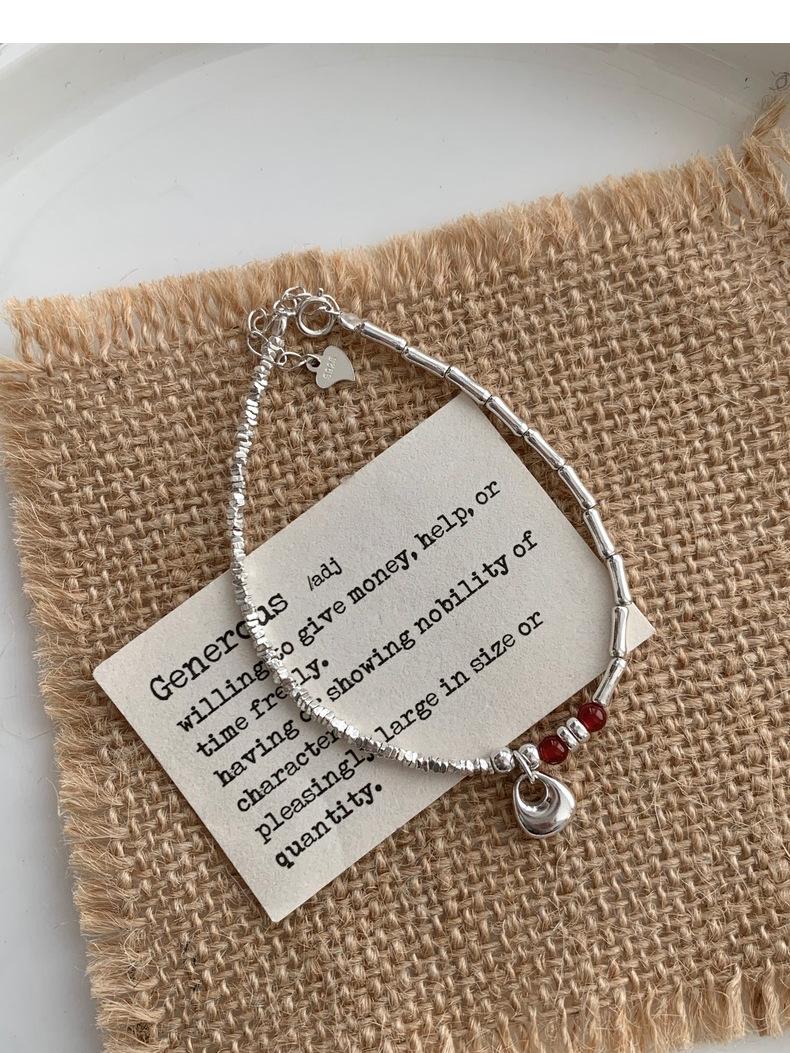 Generous /adj
willing to give money, help, or
time freely.
having or showing nobility of
character
pleasingly large in size or
quantity.